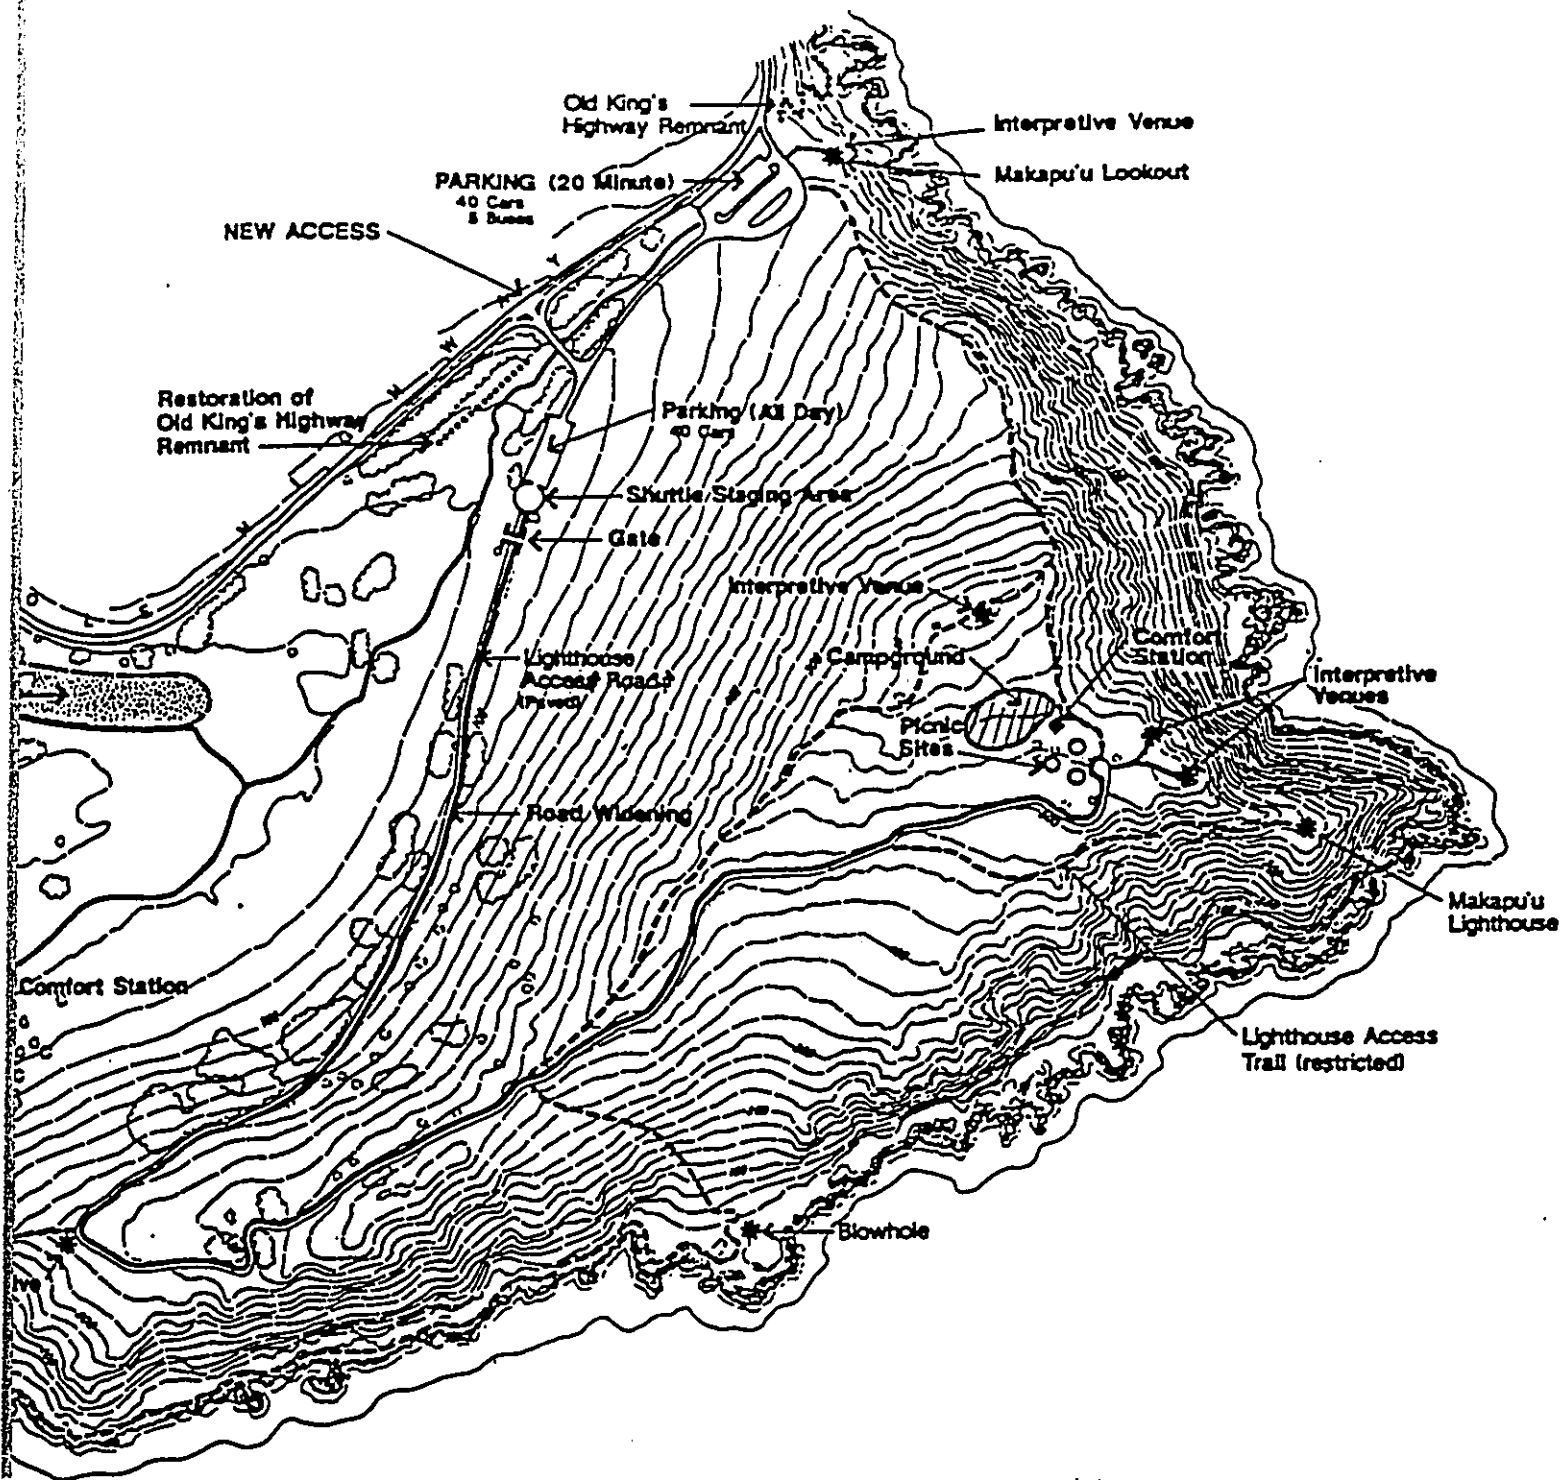 Old King's
Highway Remnant
Interpretive Venue
PARKING (20 Minute)
40 Cars
5 Buses
Makapu'u Lookout
NEW ACCESS
Restoration of
Old King's Highway
Remnant
Parking (All Day)
40 Cars
Shuttle Staging Area
Gate
Interpretive Venue
Comfort
Station
Lighthouse
Access Road
(Paved)
Campground
Interpretive
Venues
Picnic
Sites
Road Widening
Makapu'u
Lighthouse
Comfort Station
Lighthouse Access
Trail (restricted)
Blowhole